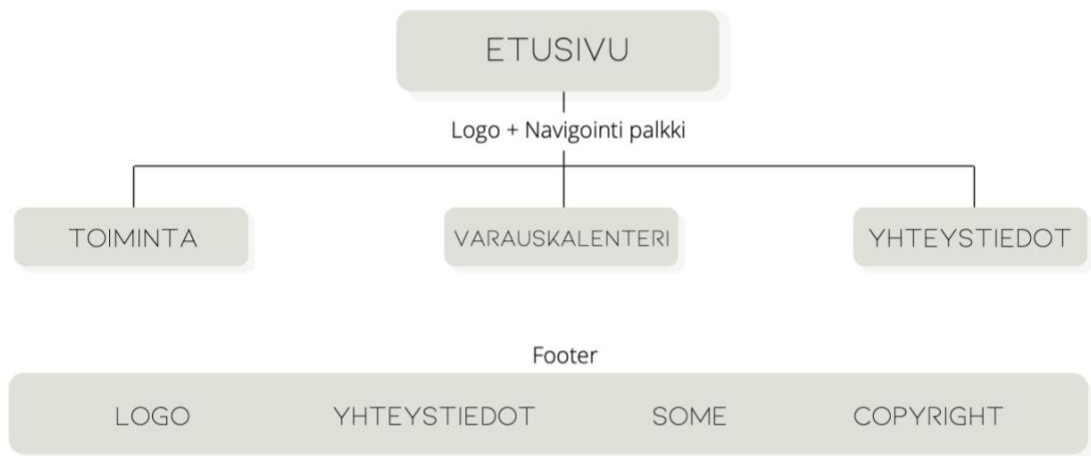 ETUSIVU
Logo + Navigointi palkki
TOIMINTA
VARAUSKALENTERI
YHTEYSTIEDOT
Footer
LOGO YHTEYSTIEDOT SOME COPYRIGHT